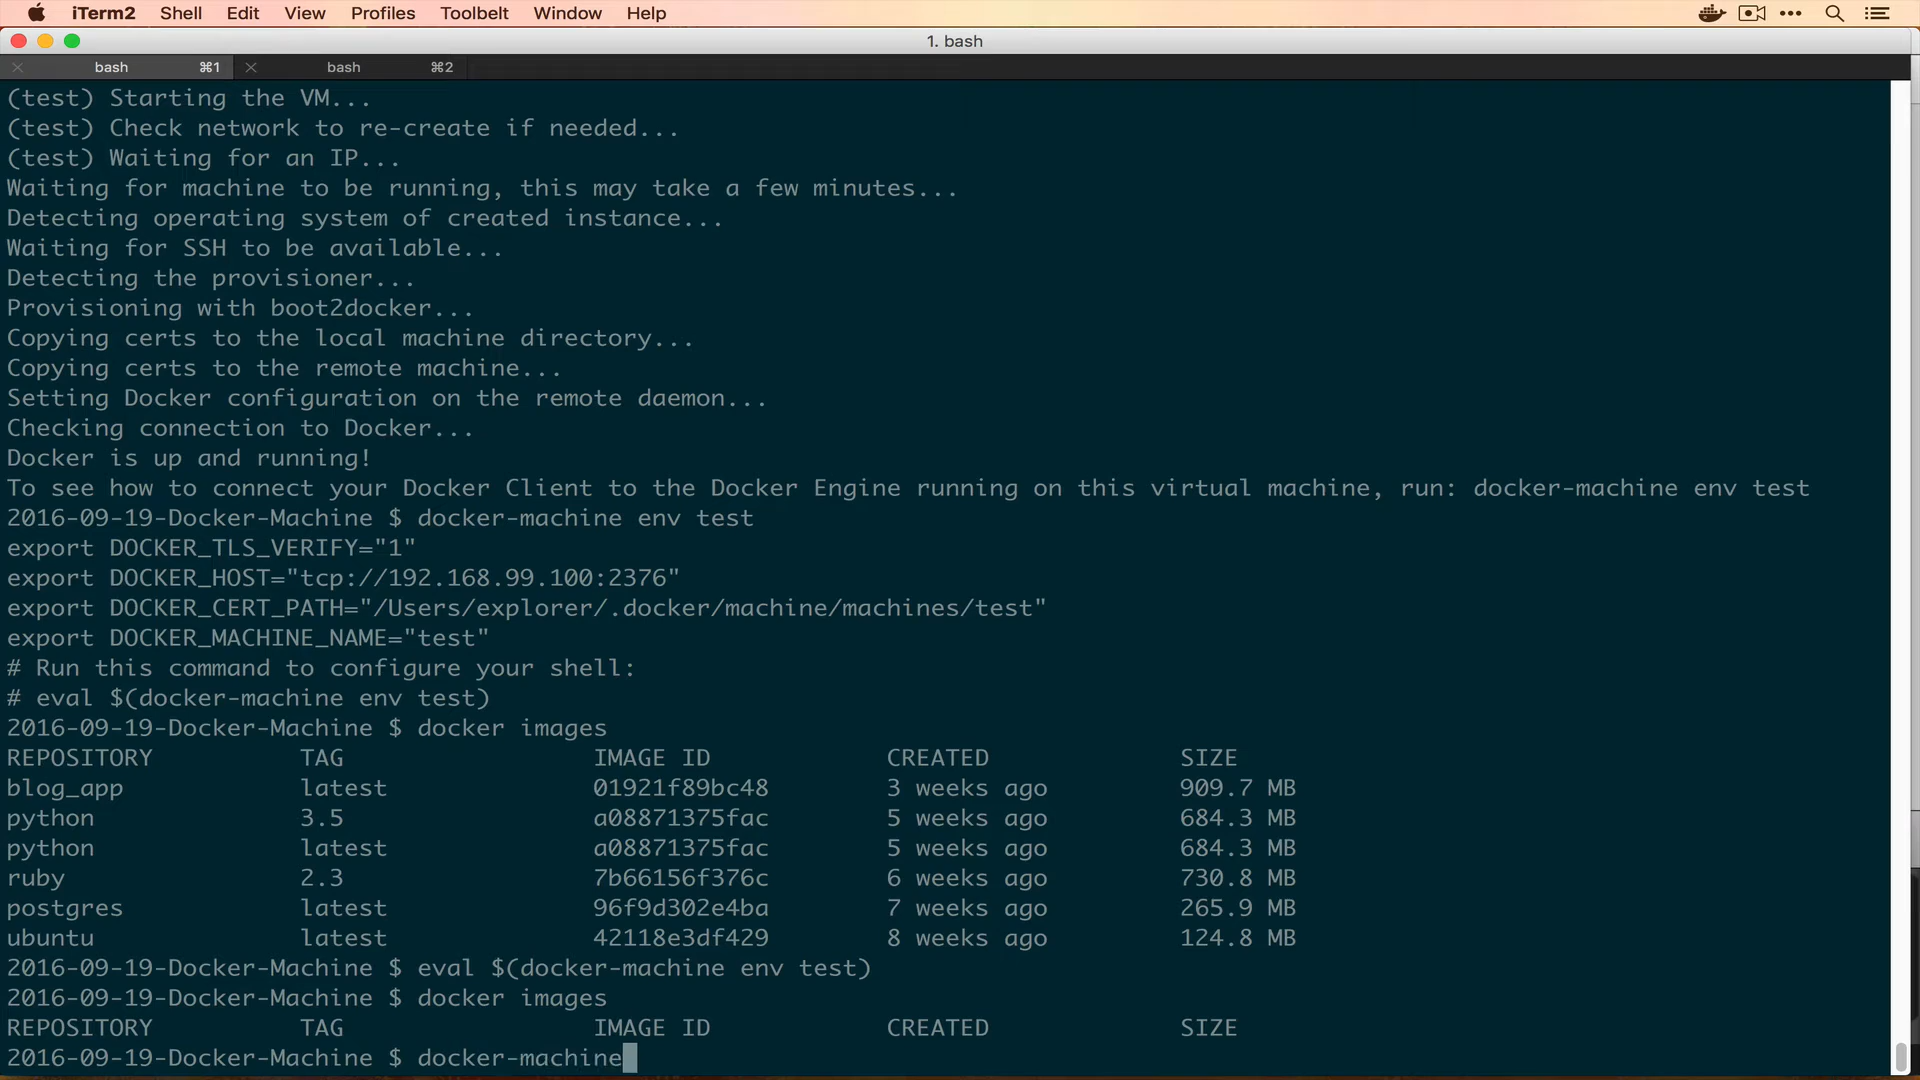 iTerm2 Shell Edit View Profiles Toolbelt Window Help
1. bash
bash ⌘1 bash ⌘2
(test) Starting the VM...
(test) Check network to re-create if needed...
(test) Waiting for an IP...
Waiting for machine to be running, this may take a few minutes...
Detecting operating system of created instance...
Waiting for SSH to be available...
Detecting the provisioner...
Provisioning with boot2docker...
Copying certs to the local machine directory...
Copying certs to the remote machine...
Setting Docker configuration on the remote daemon...
Checking connection to Docker...
Docker is up and running!
To see how to connect your Docker Client to the Docker Engine running on this virtual machine, run: docker-machine env test
2016-09-19-Docker-Machine $ docker-machine env test
export DOCKER_TLS_VERIFY="1"
export DOCKER_HOST="tcp://192.168.99.100:2376"
export DOCKER_CERT_PATH="/Users/explorer/.docker/machine/machines/test"
export DOCKER_MACHINE_NAME="test"
# Run this command to configure your shell:
# eval $(docker-machine env test)
2016-09-19-Docker-Machine $ docker images
REPOSITORY TAG IMAGE ID CREATED SIZE
blog_app latest 01921f89bc48 3 weeks ago 909.7 MB
python 3.5 a08871375fac 5 weeks ago 684.3 MB
python latest a08871375fac 5 weeks ago 684.3 MB
ruby 2.3 7b66156f376c 6 weeks ago 730.8 MB
postgres latest 96f9d302e4ba 7 weeks ago 265.9 MB
ubuntu latest 42118e3df429 8 weeks ago 124.8 MB
2016-09-19-Docker-Machine $ eval $(docker-machine env test)
2016-09-19-Docker-Machine $ docker images
REPOSITORY TAG IMAGE ID CREATED SIZE
2016-09-19-Docker-Machine $ docker-machine